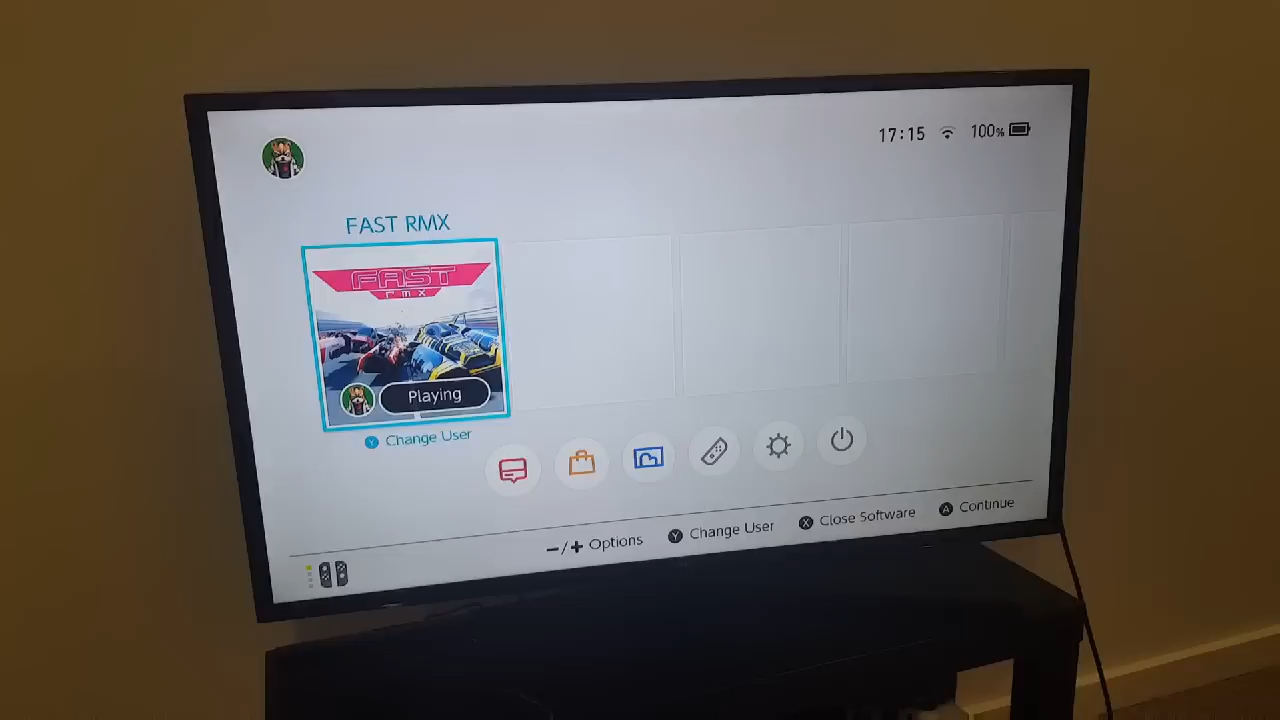 17:15 100%
FAST RMX
FAST
rmx
Playing
Y Change User
-/+ Options Y Change User X Close Software A Continue